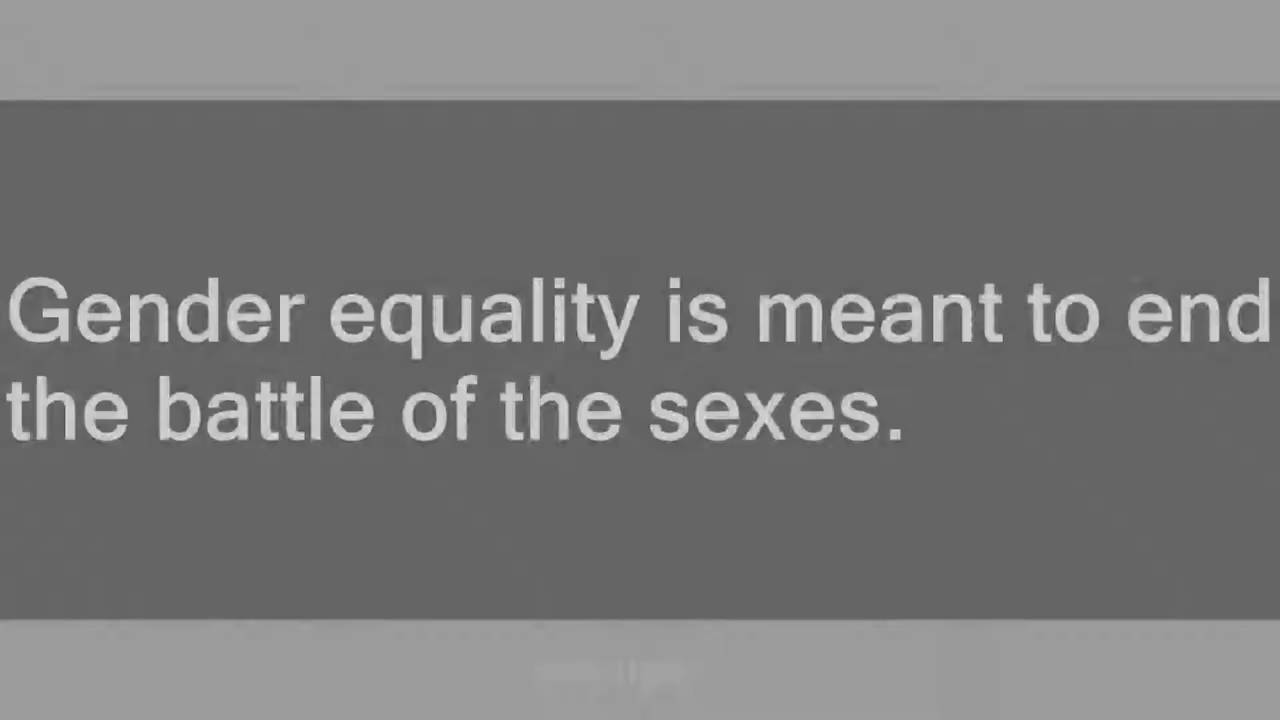 Gender equality is meant to end
the battle of the sexes.